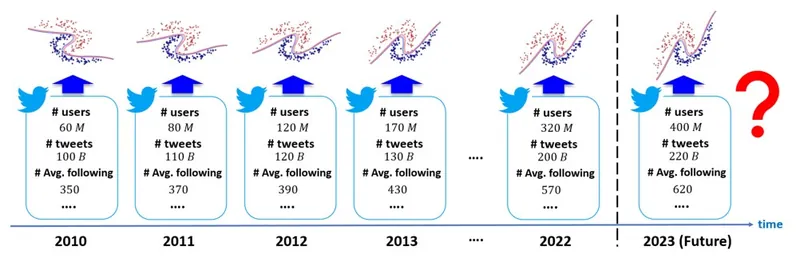 # users
60 M
# tweets
100 B
# Avg. following
350
....
2010
# users
80 M
# tweets
110 B
# Avg. following
370
....
2011
# users
120 M
# tweets
120 B
# Avg. following
390
....
2012
# users
170 M
# tweets
130 B
# Avg. following
430
....
2013
....
....
# users
320 M
# tweets
200 B
# Avg. following
570
....
2022
# users
400 M
# tweets
220 B
# Avg. following
620
....
2023 (Future)
?
time